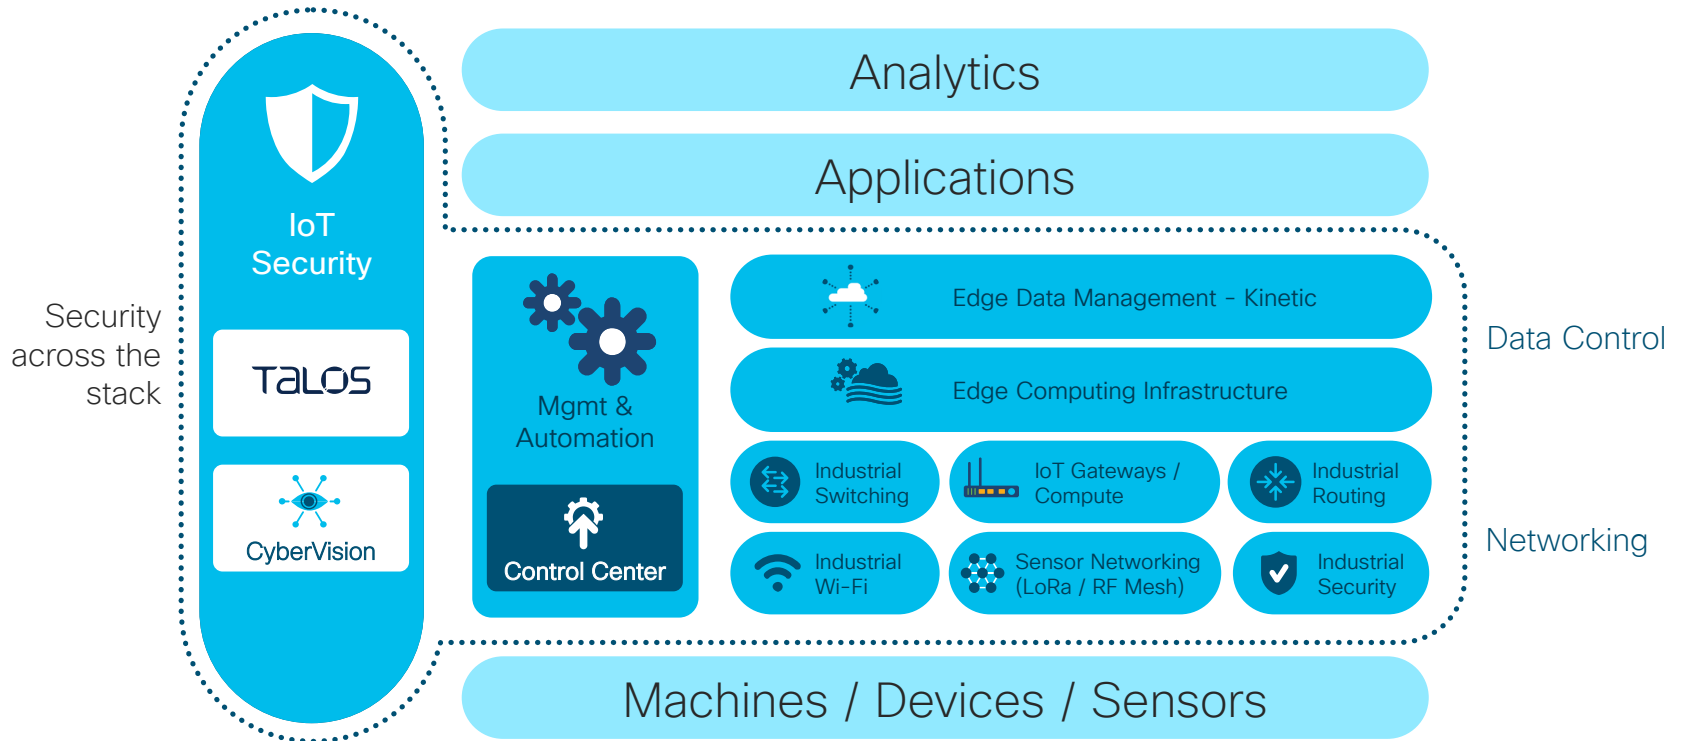 Analytics
Applications
IoT
Security
Security
across the
stack
TALOS
CyberVision
Mgmt &
Automation
Control Center
Edge Data Management - Kinetic
Edge Computing Infrastructure
Industrial
Switching
IoT Gateways /
Compute
Industrial
Routing
Industrial
Wi-Fi
Sensor Networking
(LoRa / RF Mesh)
Industrial
Security
Data Control
Networking
Machines / Devices / Sensors